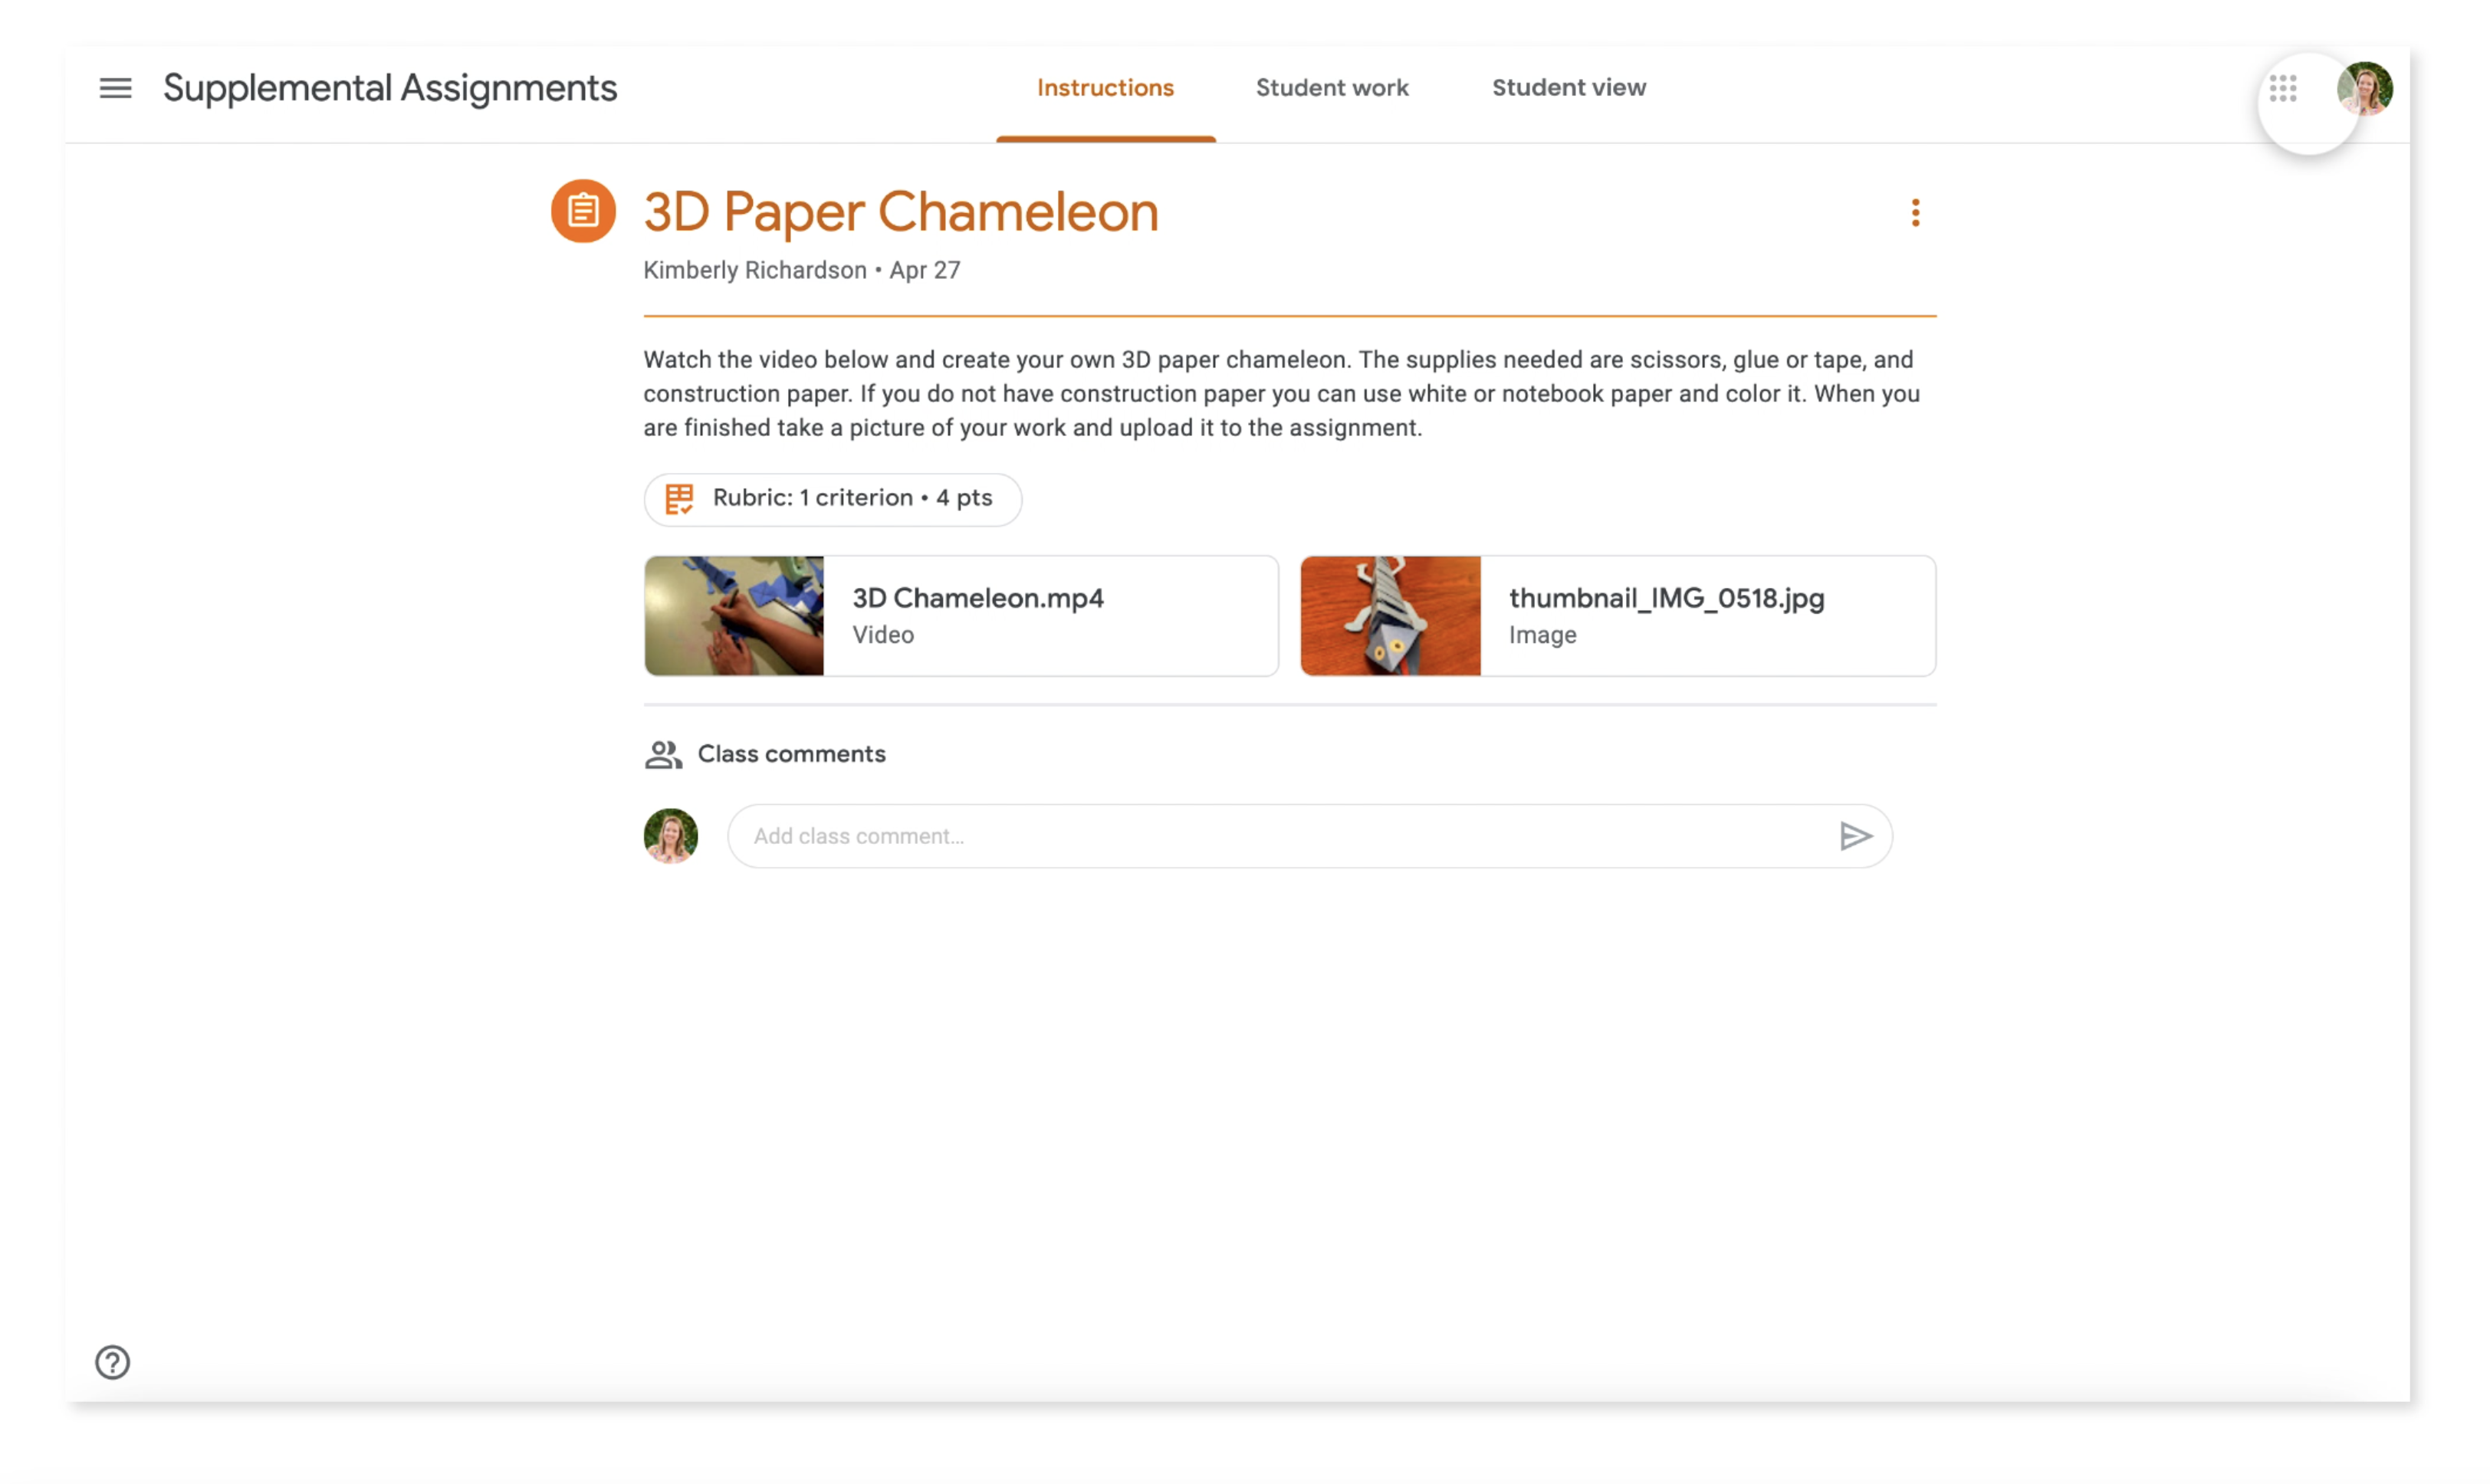 Supplemental Assignments
Instructions
Student work
Student view
3D Paper Chameleon
Kimberly Richardson • Apr 27
Watch the video below and create your own 3D paper chameleon. The supplies needed are scissors, glue or tape, and
construction paper. If you do not have construction paper you can use white or notebook paper and color it. When you
are finished take a picture of your work and upload it to the assignment.
Rubric: 1 criterion • 4 pts
3D Chameleon.mp4
Video
thumbnail_IMG_0518.jpg
Image
Class comments
Add class comment...